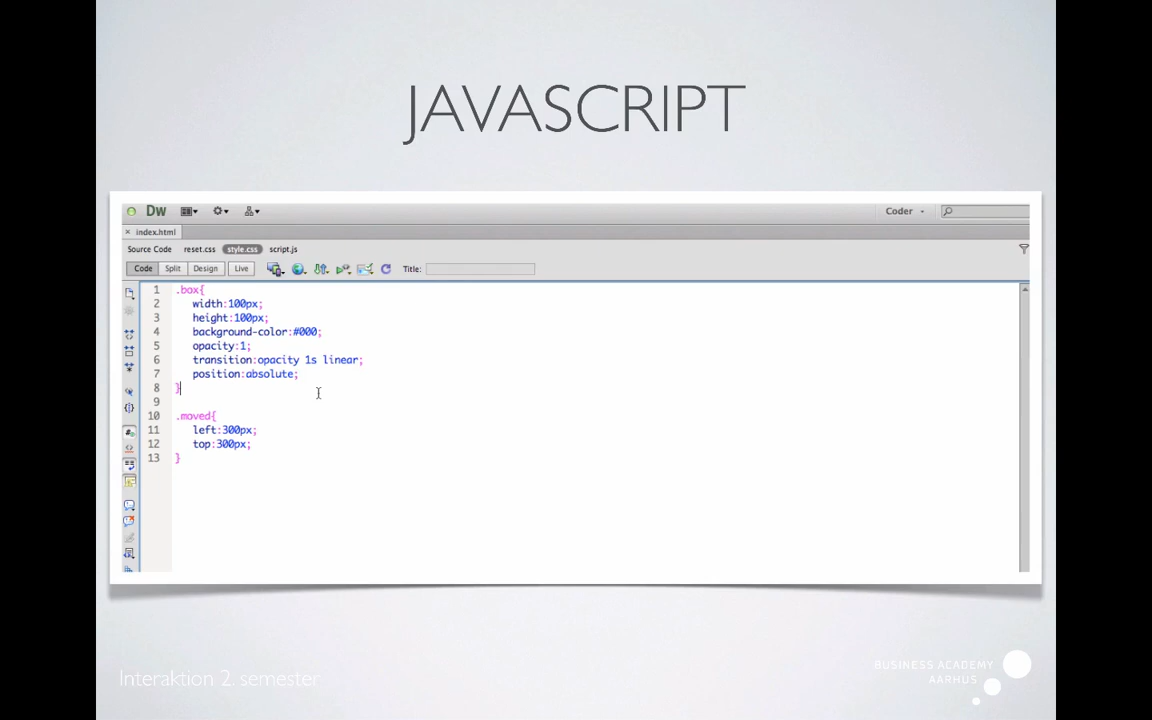 JAVASCRIPT
Dw
Coder
× index.html
Source Code reset.css style.css script.js
Code Split Design Live Title:
1 .box{
2 width:100px;
3 height:100px;
4 background-color:#000;
5 opacity:1;
6 transition:opacity 1s linear;
7 position:absolute;
8 }
9
10 .moved{
11 left:300px;
12 top:300px;
13 }
Interaktion 2. semester
BUSINESS ACADEMY
AARHUS